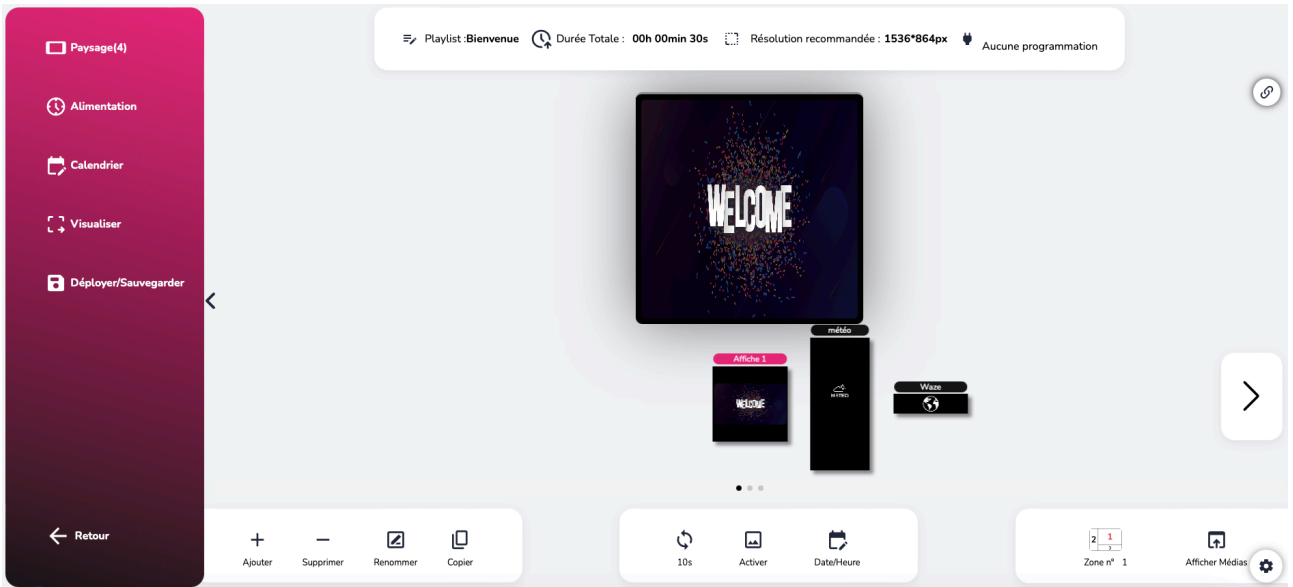 Paysage(4)
Alimentation
Calendrier
Visualiser
Déployer/Sauvegarder
Retour
Playlist :Bienvenue Durée Totale : 00h 00min 30s Résolution recommandée : 1536*864px Aucune programmation
WELCOME
météo
Affiche 1
WELCOME
MÉTÉO
Waze
Ajouter Supprimer Renommer Copier
10s Activer Date/Heure
2 1
3
Zone n° 1 Afficher Médias